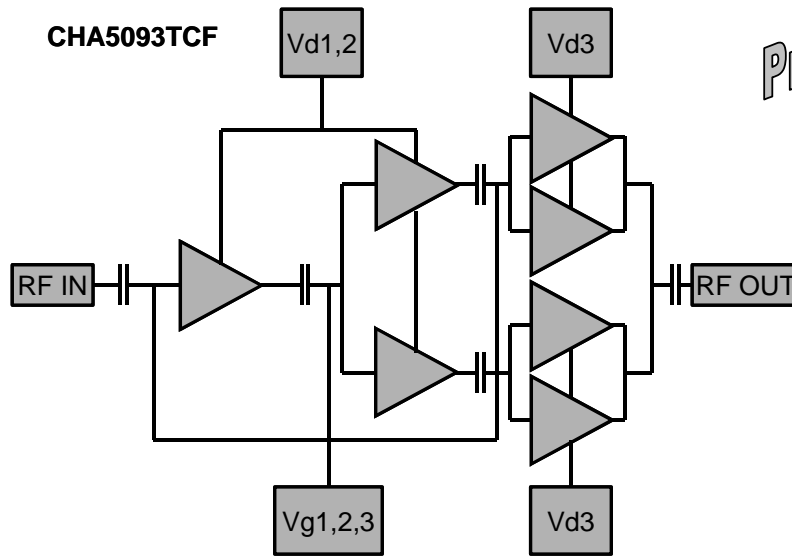 CHA5093TCF
Vd1,2
Vd3
RF IN
RF OUT
Vg1,2,3
Vd3